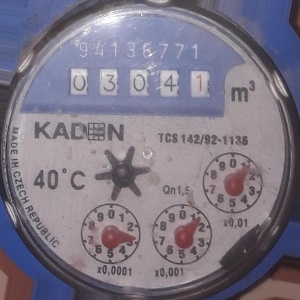 94136771
03041
m³
KADEN
TCS 142/92-1136
40°C
Qn1,5
x0,01
x0,0001
x0,001
MADE IN CZECH REPUBLIC